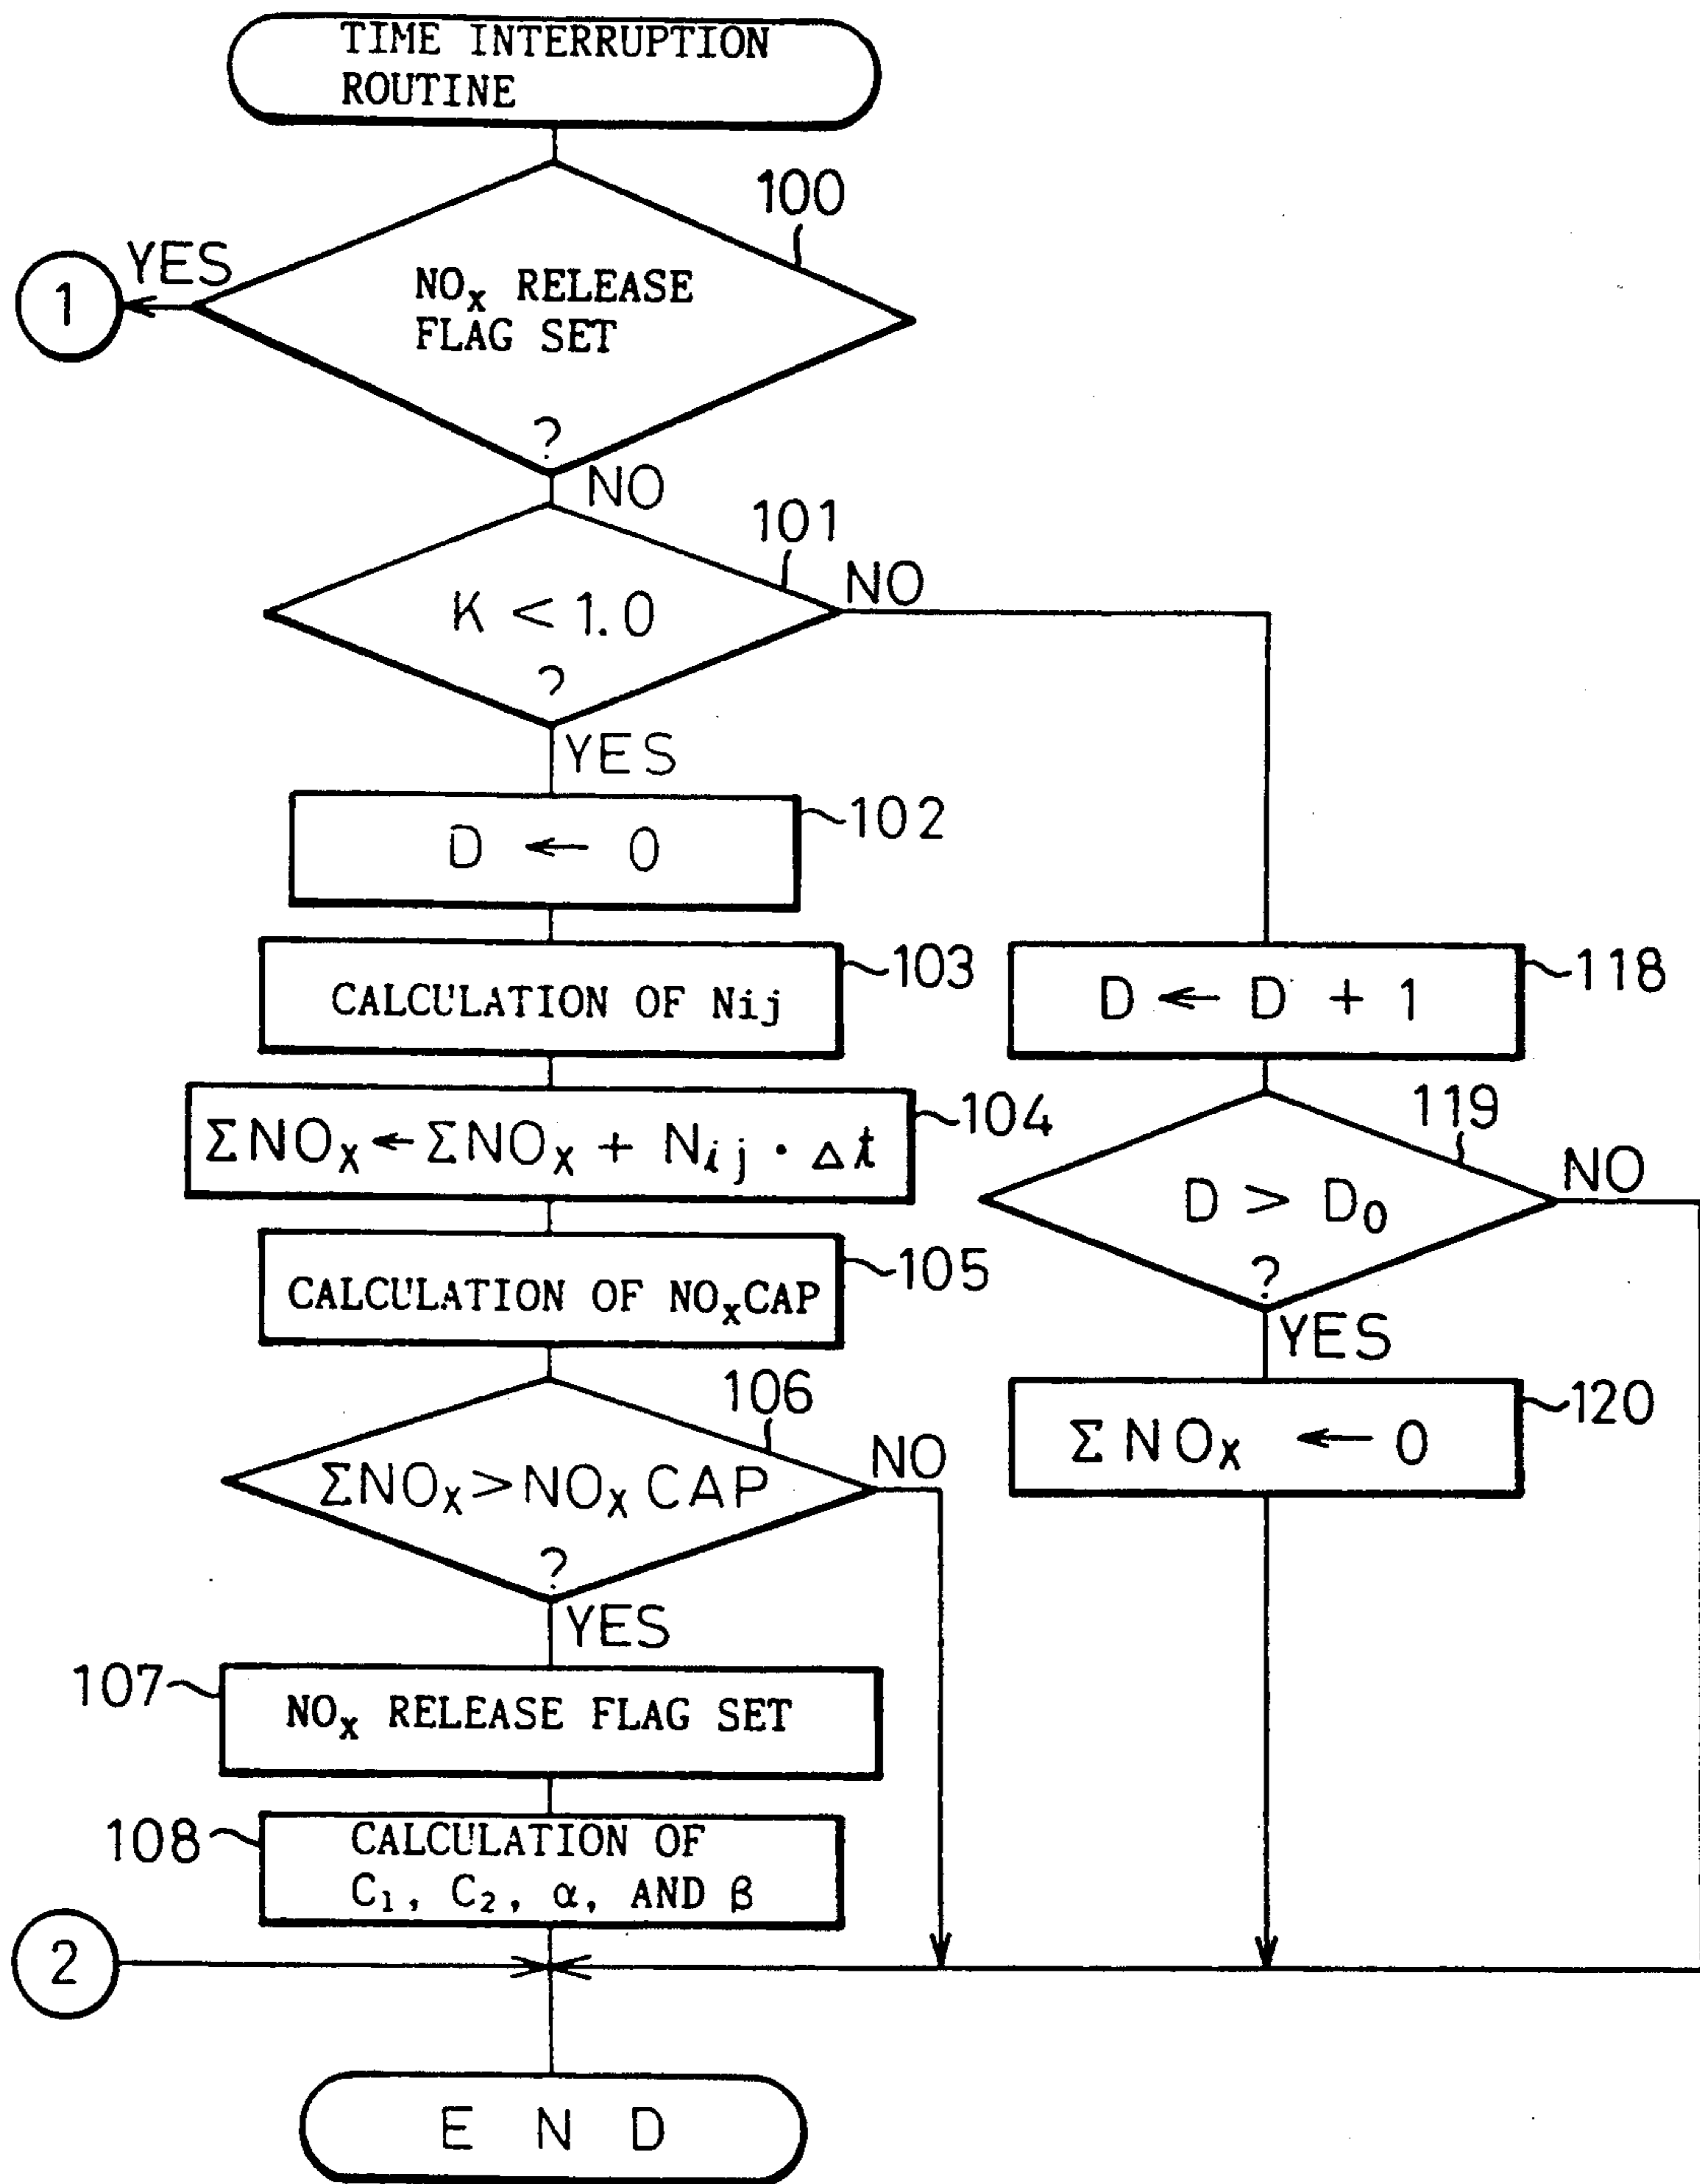 TIME INTERRUPTION
ROUTINE
100
YES
1
NOx RELEASE
FLAG SET
?
NO
101
K < 1.0
?
NO
YES
D ← 0
102
CALCULATION OF Nij
103
D ← D + 1
118
ΣNOx ← ΣNOx + Nij · Δt
104
119
D > D0
?
NO
CALCULATION OF NOxCAP
105
YES
106
ΣNOx > NOx CAP
?
NO
ΣNOx ← 0
120
YES
107
NOx RELEASE FLAG SET
108
CALCULATION OF
C1, C2, α, AND β
2
END